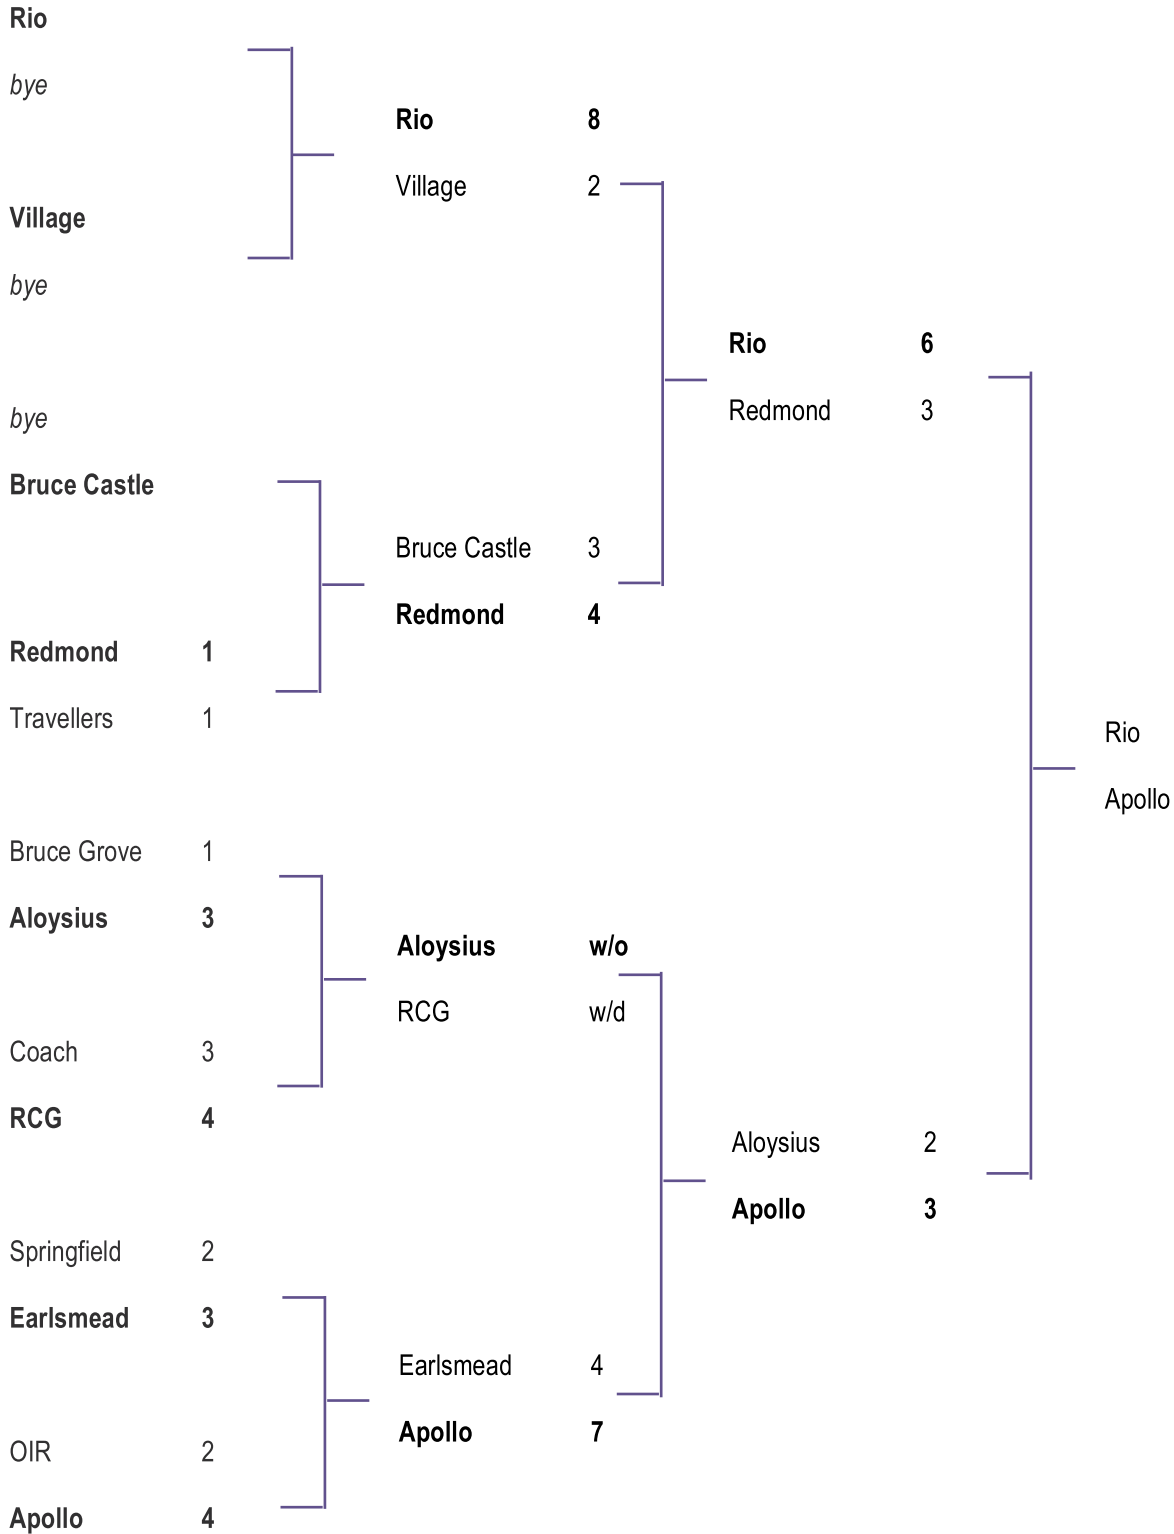 Rio
bye
Village
bye
bye
Bruce Castle
Redmond 1
Travellers 1
Bruce Grove 1
Aloysius 3
Coach 3
RCG 4
Springfield 2
Earlsmead 3
OIR 2
Apollo 4
Rio 8
Village 2
Bruce Castle 3
Redmond 4
Aloysius w/o
RCG w/d
Earlsmead 4
Apollo 7
Rio 6
Redmond 3
Aloysius 2
Apollo 3
Rio
Apollo